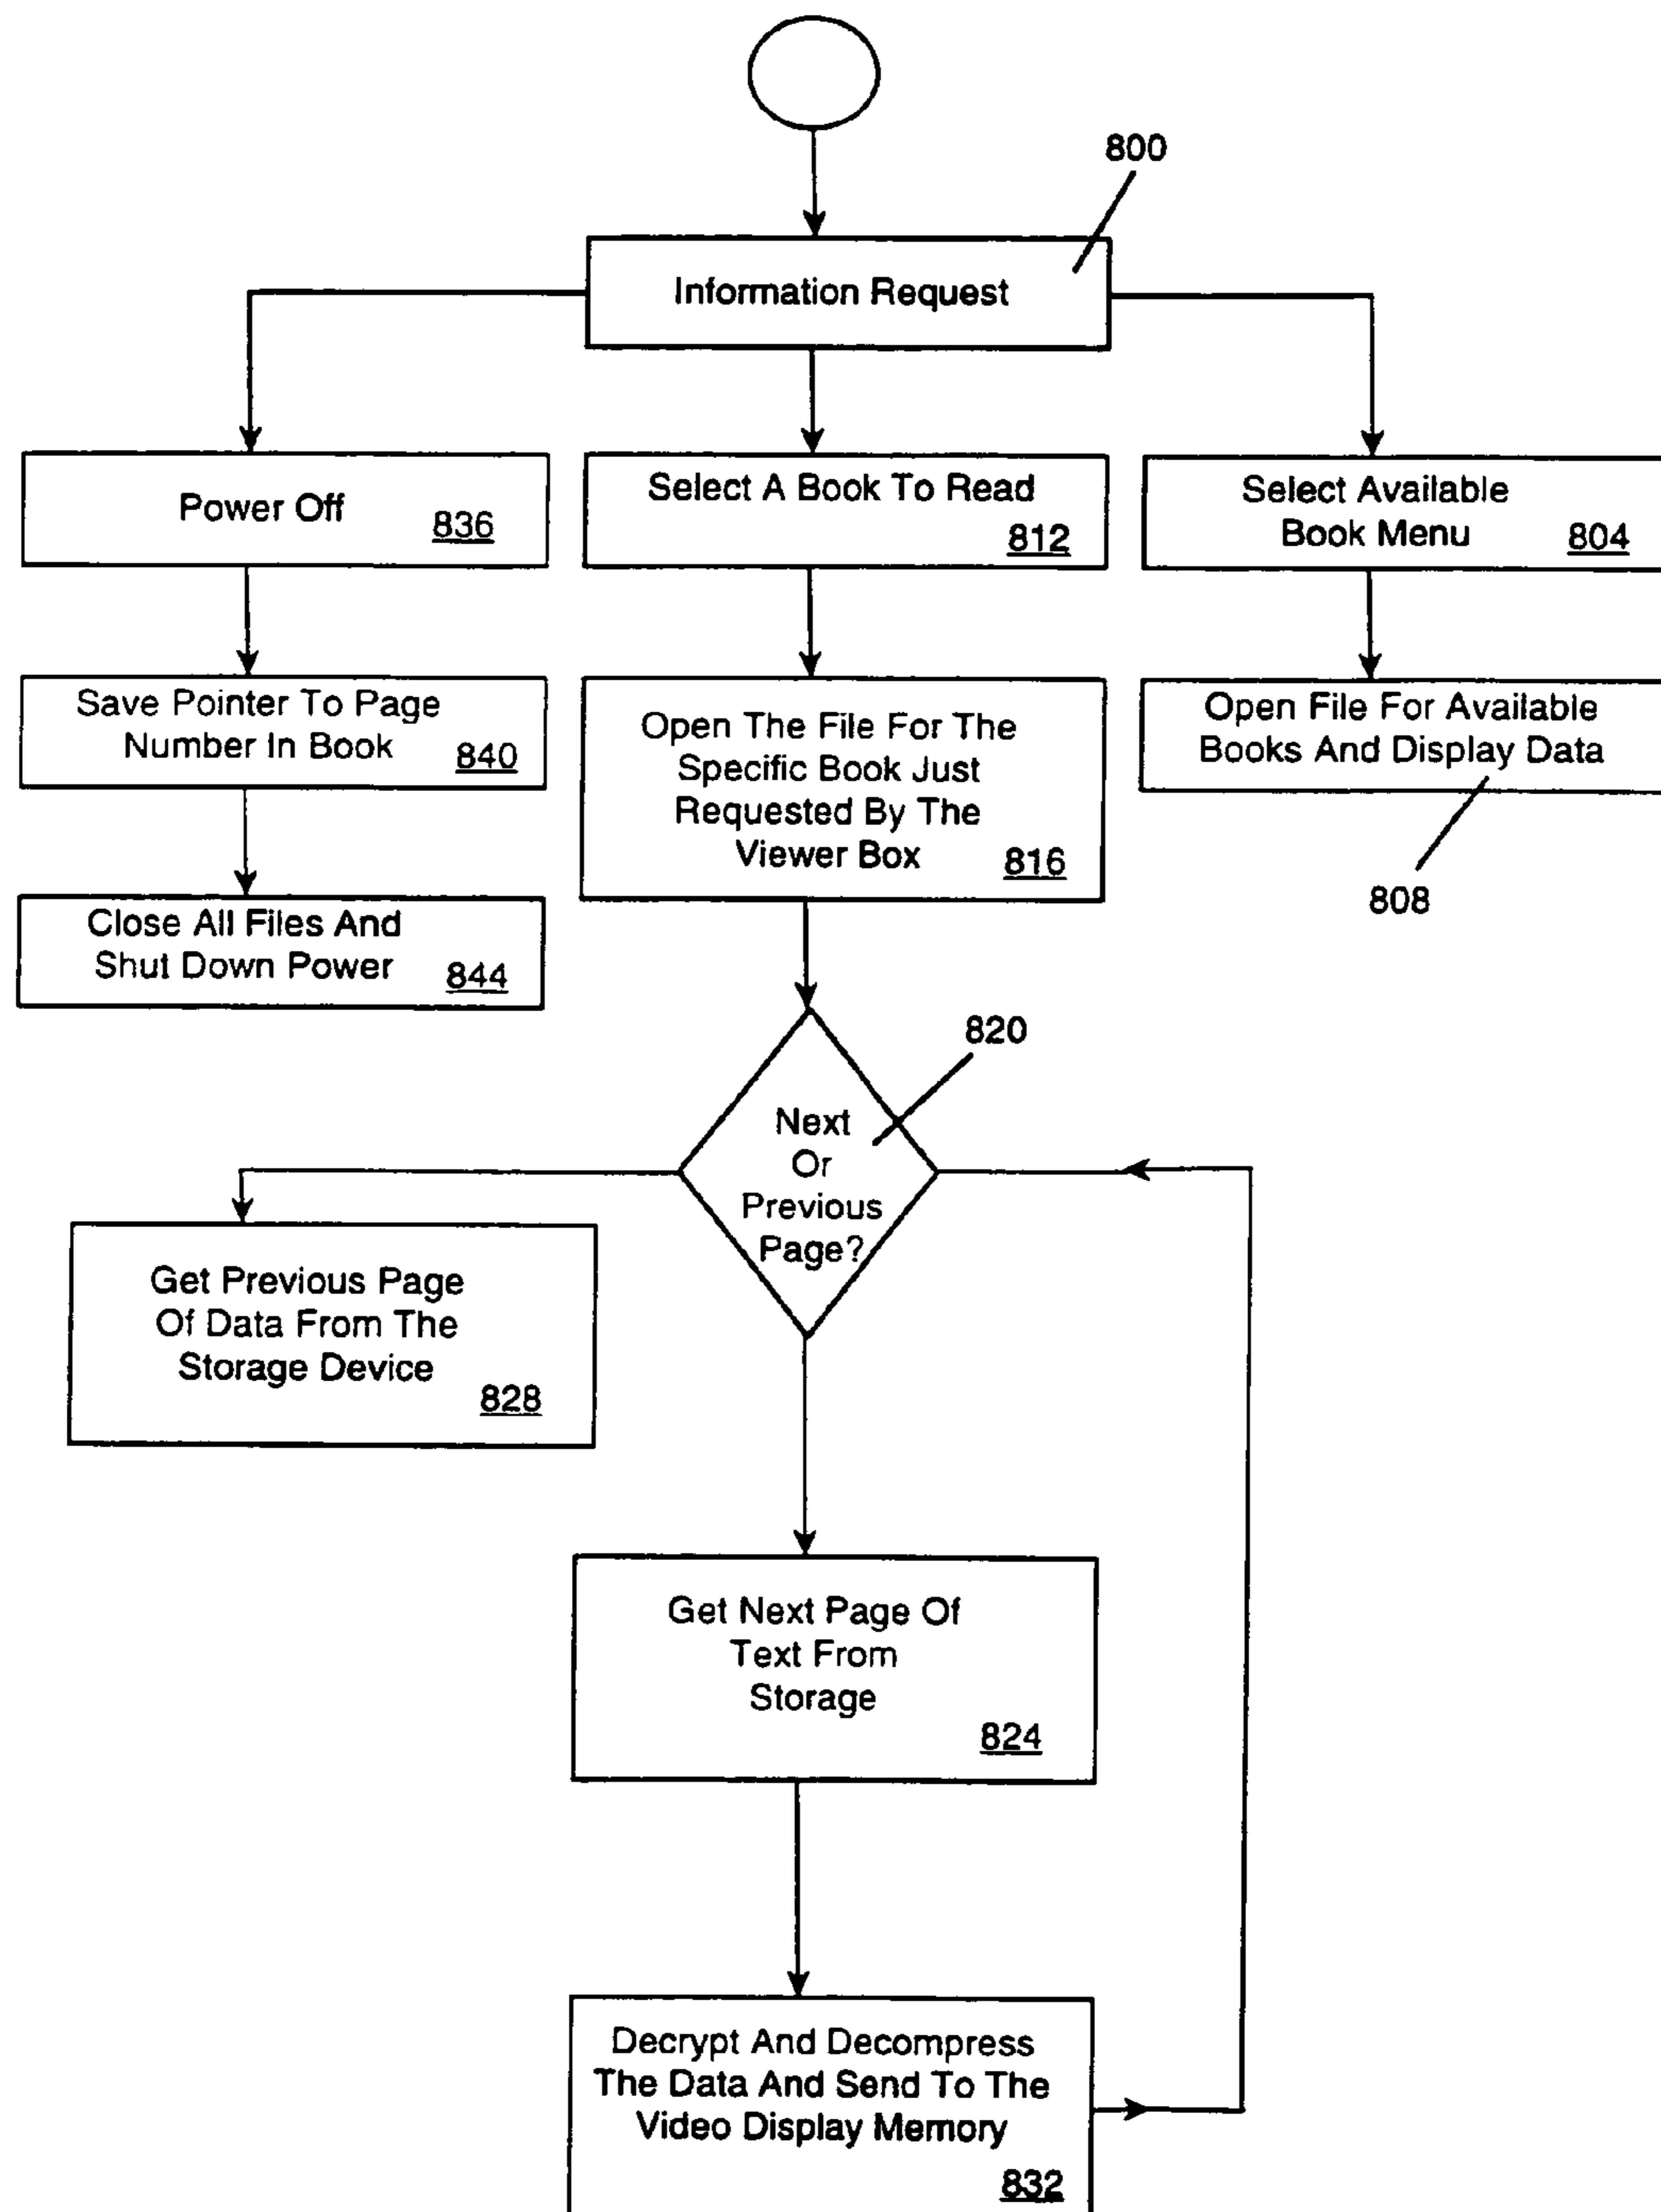 800
Information Request
Power Off
836
Select A Book To Read
812
Select Available
Book Menu
804
Save Pointer To Page
Number In Book
840
Open The File For The
Specific Book Just
Requested By The
Viewer Box
816
Open File For Available
Books And Display Data
808
Close All Files And
Shut Down Power
844
820
Next
Or
Previous
Page?
Get Previous Page
Of Data From The
Storage Device
828
Get Next Page Of
Text From
Storage
824
Decrypt And Decompress
The Data And Send To The
Video Display Memory
832